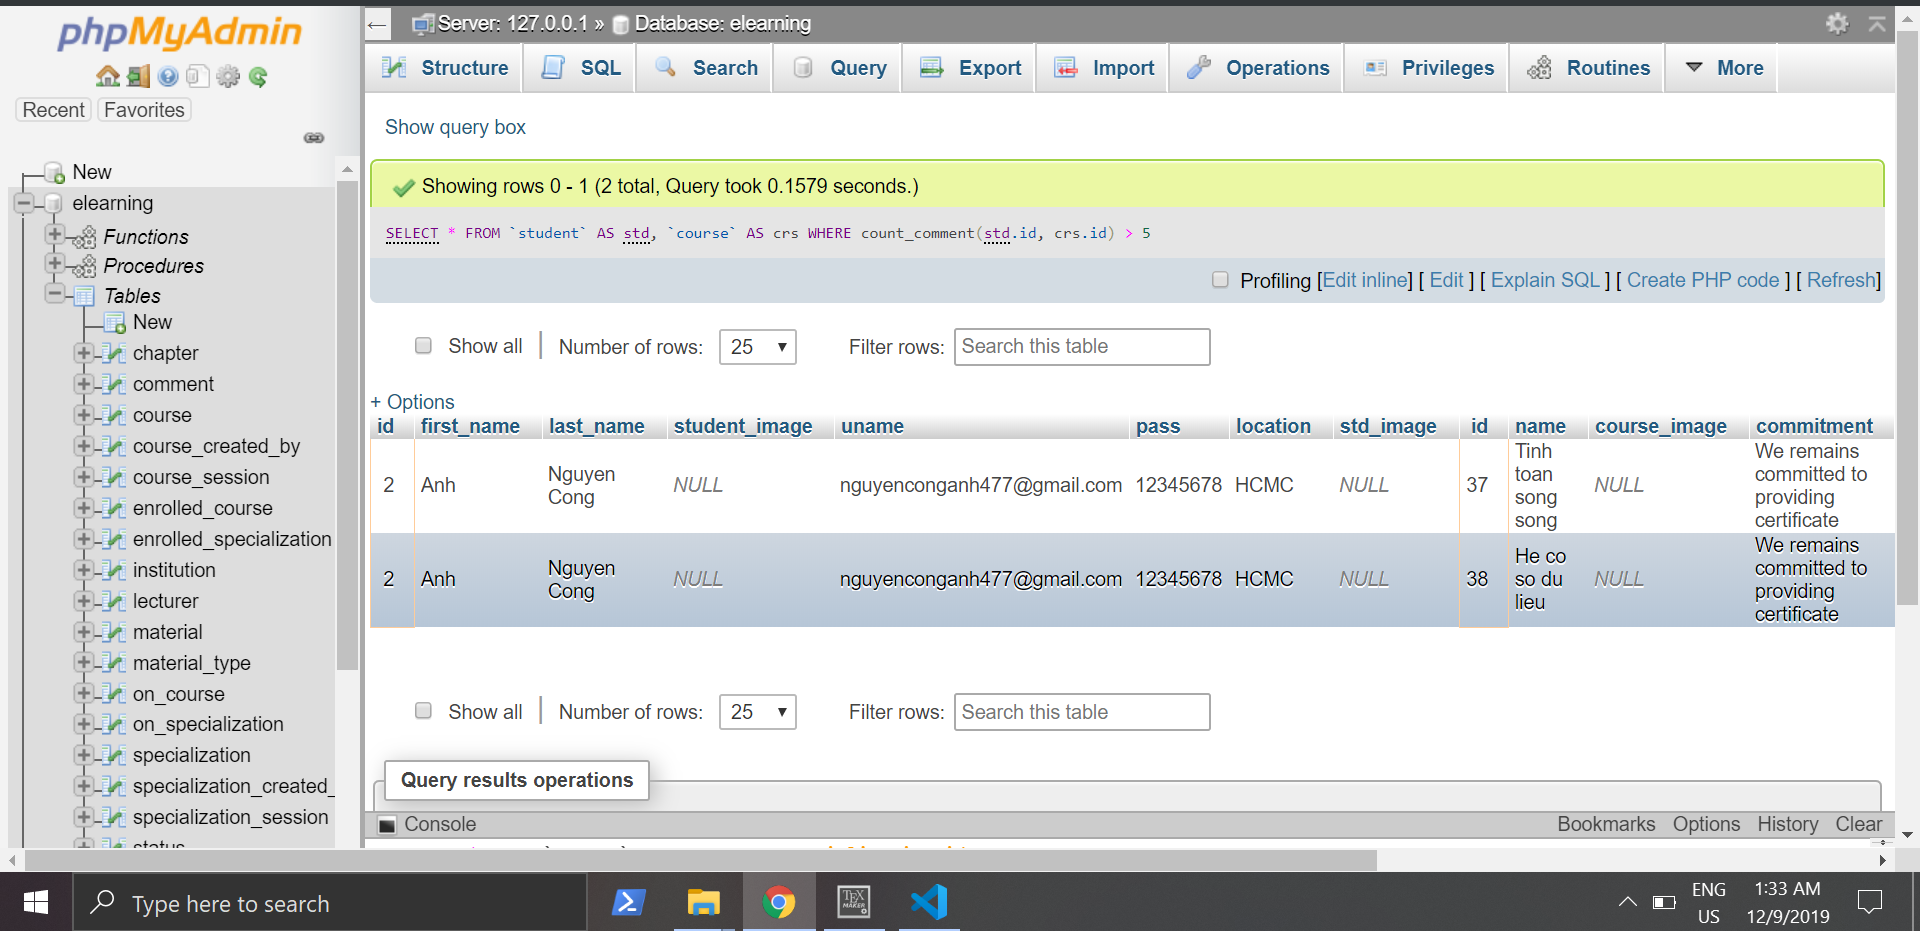 phpMyAdmin
Recent Favorites
New
elearning
Functions
Procedures
Tables
New
chapter
comment
course
course_created_by
course_session
enrolled_course
enrolled_specialization
institution
lecturer
material
material_type
on_course
on_specialization
specialization
specialization_created_
specialization_session
status
← Server: 127.0.0.1 » Database: elearning
Structure SQL Search Query Export Import Operations Privileges Routines More
Show query box
Showing rows 0 - 1 (2 total, Query took 0.1579 seconds.)
SELECT * FROM `student` AS std, `course` AS crs WHERE count_comment(std.id, crs.id) > 5
Profiling [Edit inline] [ Edit ] [ Explain SQL ] [ Create PHP code ] [ Refresh]
Show all Number of rows: 25 Filter rows: Search this table
+ Options
id first_name last_name student_image uname pass location std_image id name course_image commitment
2 Anh Nguyen Cong NULL nguyenconganh477@gmail.com 12345678 HCMC NULL 37 Tinh toan song song NULL We remains committed to providing certificate
2 Anh Nguyen Cong NULL nguyenconganh477@gmail.com 12345678 HCMC NULL 38 He co so du lieu NULL We remains committed to providing certificate
Show all Number of rows: 25 Filter rows: Search this table
Query results operations
Console Bookmarks Options History Clear
Type here to search
TEX MAKER
ENG
US
1:33 AM
12/9/2019